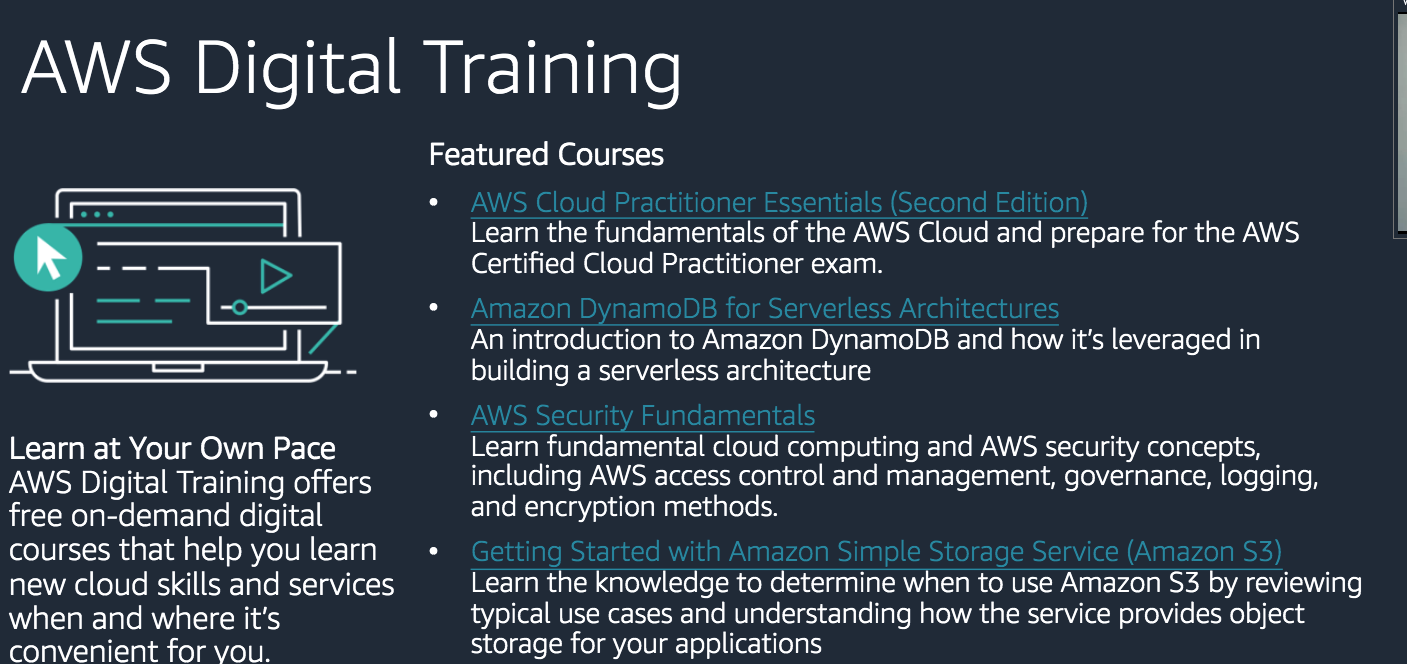 AWS Digital Training
Featured Courses
• AWS Cloud Practitioner Essentials (Second Edition)
Learn the fundamentals of the AWS Cloud and prepare for the AWS
Certified Cloud Practitioner exam.
• Amazon DynamoDB for Serverless Architectures
An introduction to Amazon DynamoDB and how it’s leveraged in
building a serverless architecture
• AWS Security Fundamentals
Learn fundamental cloud computing and AWS security concepts,
including AWS access control and management, governance, logging,
and encryption methods.
• Getting Started with Amazon Simple Storage Service (Amazon S3)
Learn the knowledge to determine when to use Amazon S3 by reviewing
typical use cases and understanding how the service provides object
storage for your applications
Learn at Your Own Pace
AWS Digital Training offers
free on-demand digital
courses that help you learn
new cloud skills and services
when and where it’s
convenient for you.